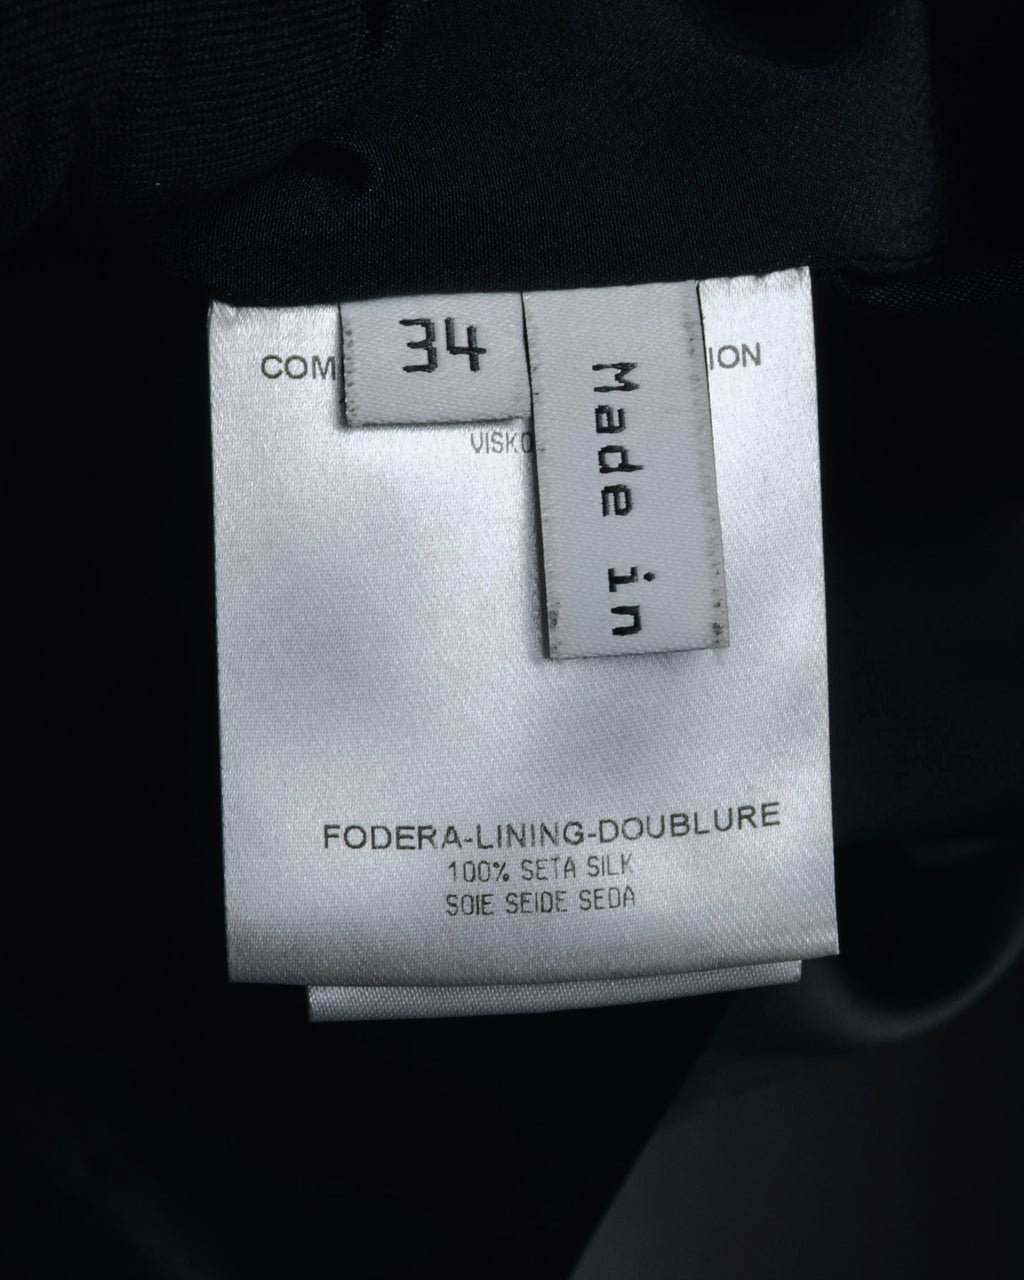 34
Made in
COM
ION
VISKO
FODERA-LINING-DOUBLURE
100% SETA SILK
SOIE SEIDE SEDA